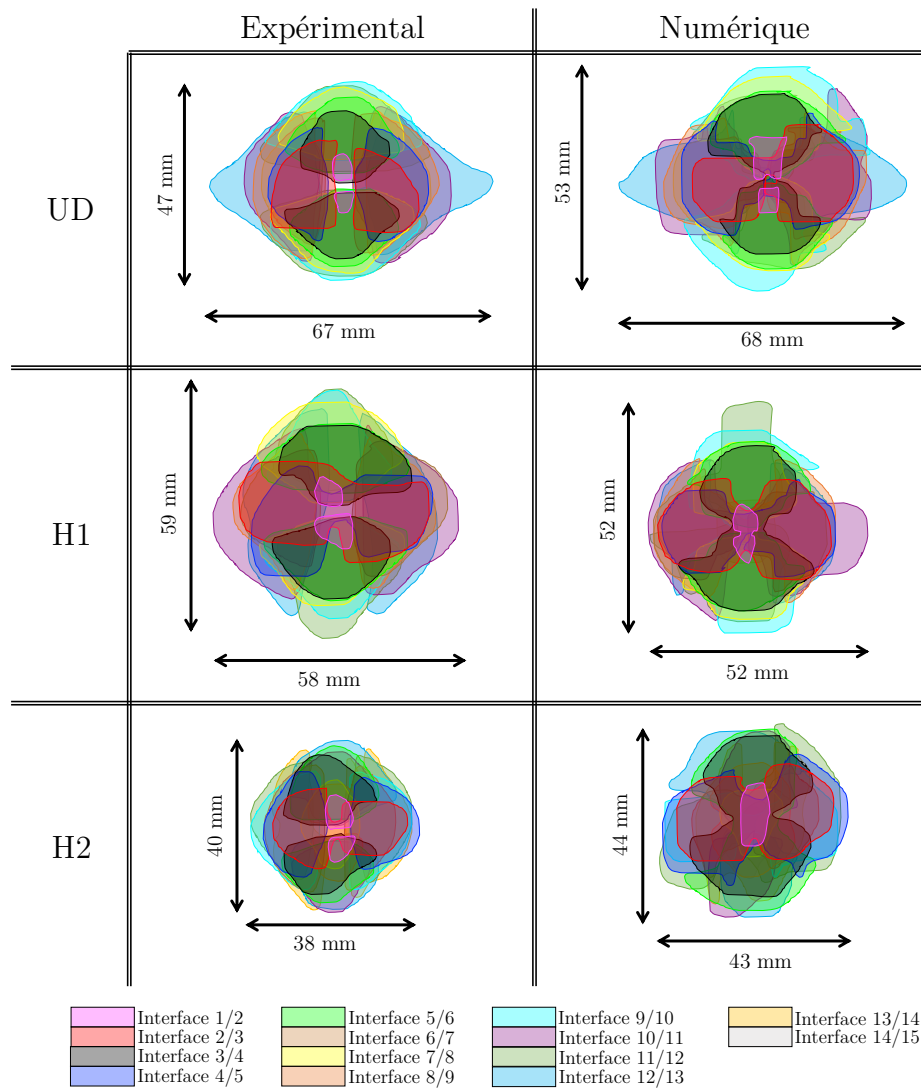 Expérimental
Numérique
UD
47 mm
67 mm
53 mm
68 mm
H1
59 mm
58 mm
52 mm
52 mm
H2
40 mm
38 mm
44 mm
43 mm
Interface 1/2
Interface 2/3
Interface 3/4
Interface 4/5
Interface 5/6
Interface 6/7
Interface 7/8
Interface 8/9
Interface 9/10
Interface 10/11
Interface 11/12
Interface 12/13
Interface 13/14
Interface 14/15